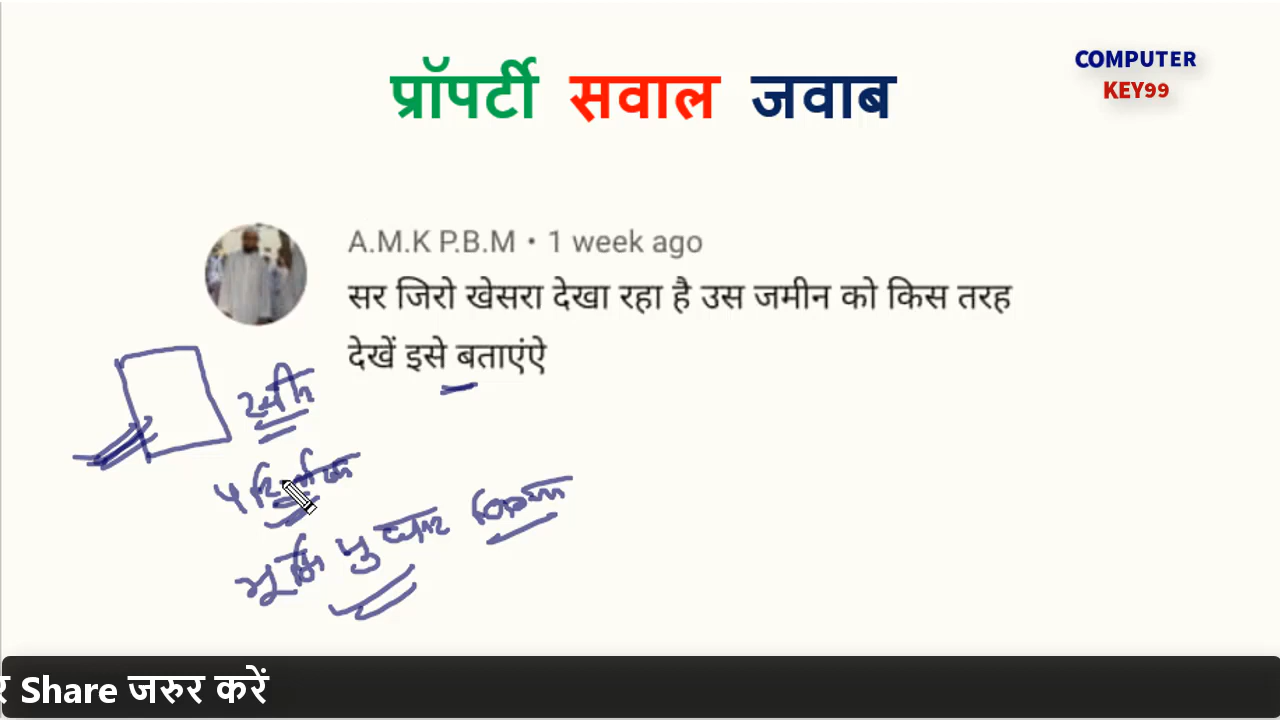 प्रॉपर्टी सवाल जवाब
COMPUTER
KEY99
A.M.K P.B.M • 1 week ago
सर जिरो खेसरा देखा रहा है उस जमीन को किस तरह
देखें इसे बताएंऐ
भूमि सुधार विभाग
Share जरुर करें